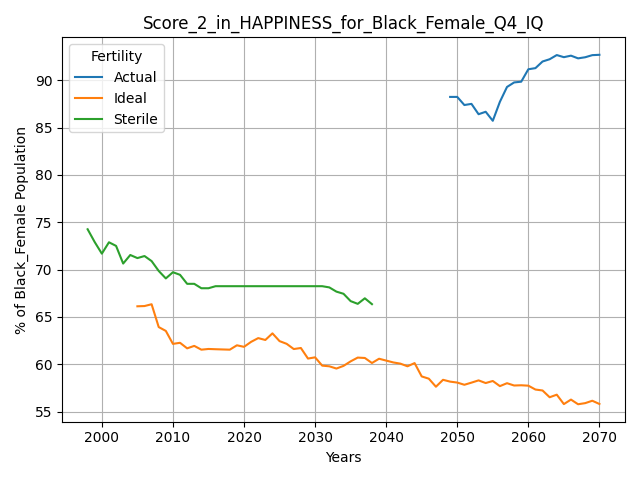 Score_2_in_HAPPINESS_for_Black_Female_Q4_IQ
Fertility
Actual
Ideal
Sterile
% of Black_Female Population
90
85
80
75
70
65
60
55
2000 2010 2020 2030 2040 2050 2060 2070
Years